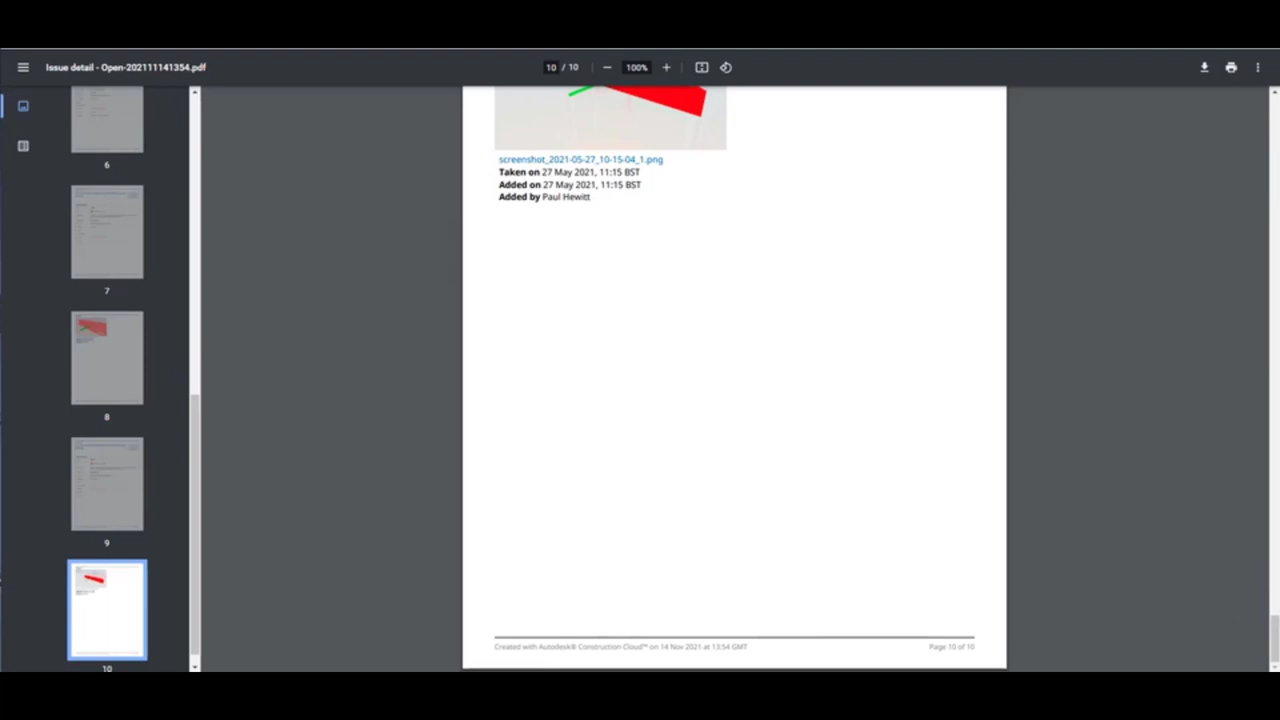 Issue detail - Open-202111141354.pdf
10 / 10
100%
6
7
8
9
10
screenshot_2021-05-27_10-15-04_1.png
Taken on 27 May 2021, 11:15 BST
Added on 27 May 2021, 11:15 BST
Added by Paul Hewitt
Created with Autodesk® Construction Cloud™ on 14 Nov 2021 at 13:54 GMT
Page 10 of 10